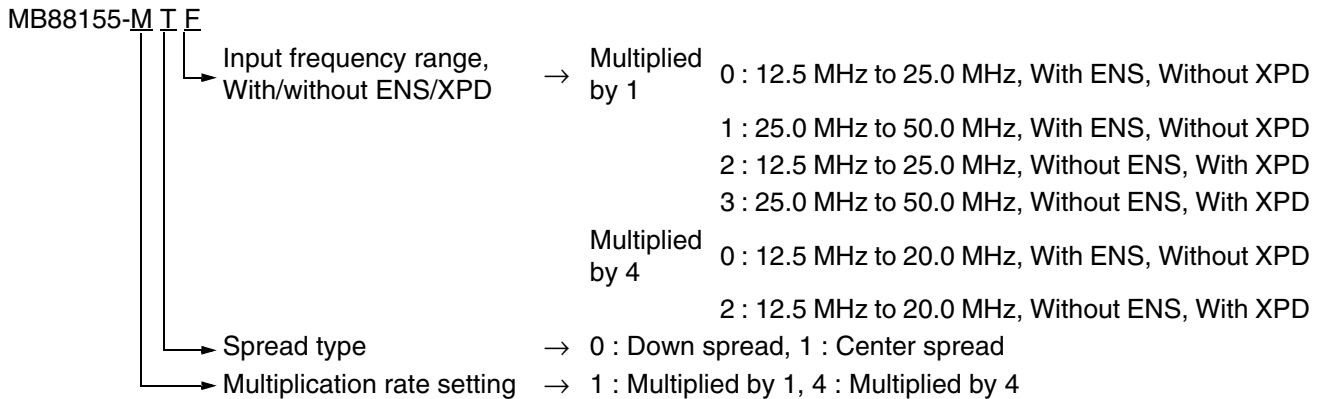 MB88155-M T F
Input frequency range, With/without ENS/XPD → Multiplied by 1 0 : 12.5 MHz to 25.0 MHz, With ENS, Without XPD
1 : 25.0 MHz to 50.0 MHz, With ENS, Without XPD
2 : 12.5 MHz to 25.0 MHz, Without ENS, With XPD
3 : 25.0 MHz to 50.0 MHz, Without ENS, With XPD
Multiplied by 4 0 : 12.5 MHz to 20.0 MHz, With ENS, Without XPD
2 : 12.5 MHz to 20.0 MHz, Without ENS, With XPD
Spread type → 0 : Down spread, 1 : Center spread
Multiplication rate setting → 1 : Multiplied by 1, 4 : Multiplied by 4